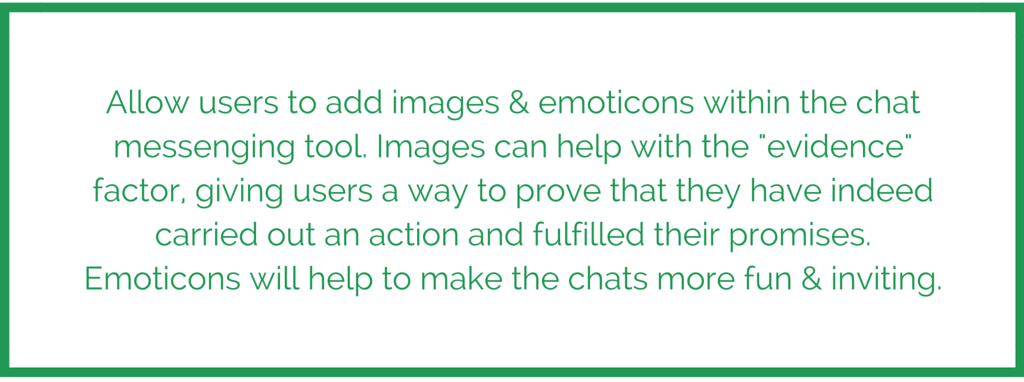 Allow users to add images & emoticons within the chat
messenging tool. Images can help with the "evidence"
factor, giving users a way to prove that they have indeed
carried out an action and fulfilled their promises.
Emoticons will help to make the chats more fun & inviting.